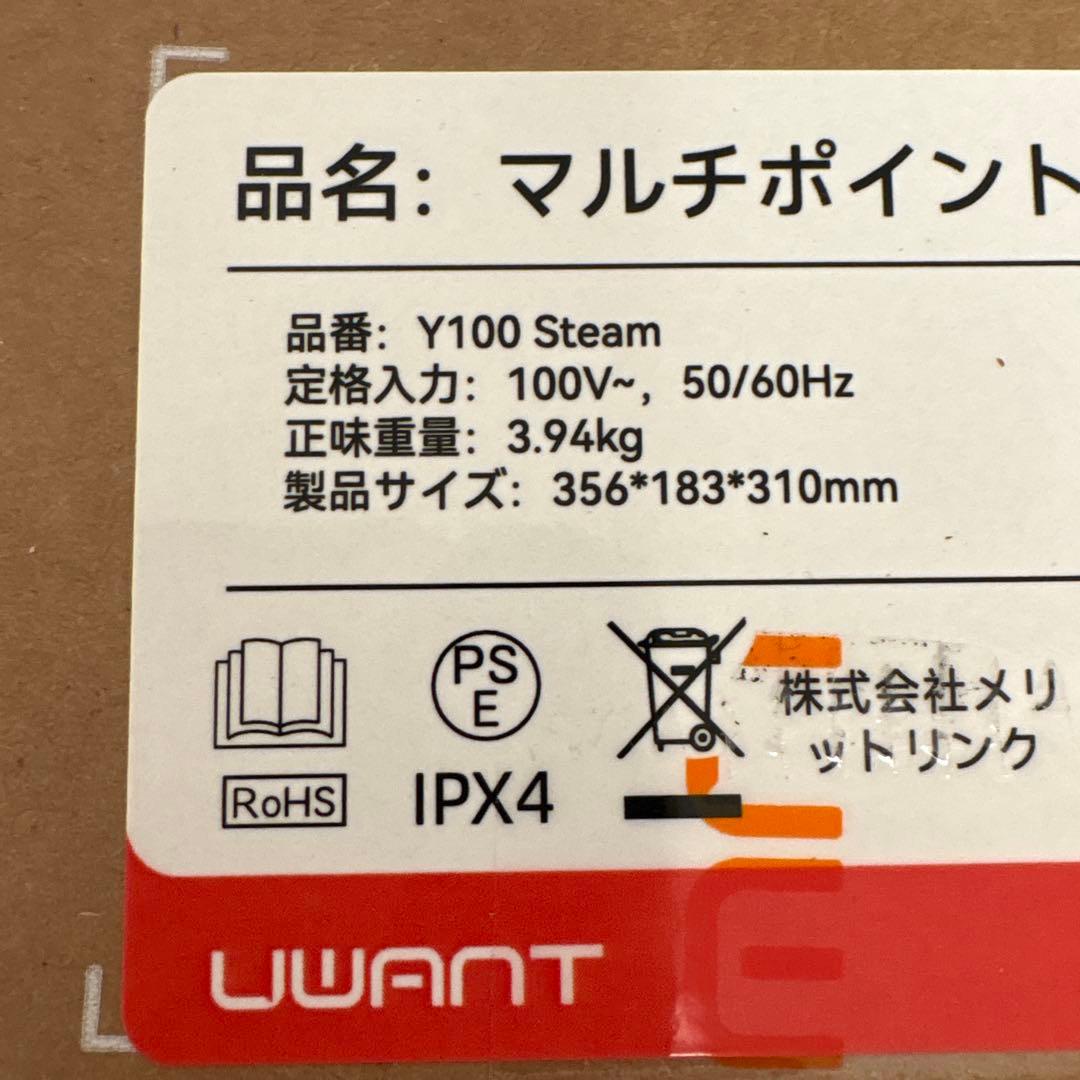 品名：マルチポイント
品番：Y100 Steam
定格入力：100V~，50/60Hz
正味重量：3.94kg
製品サイズ：356*183*310mm
PSE
株式会社メリ
ットリンク
RoHS
IPX4
UWANT